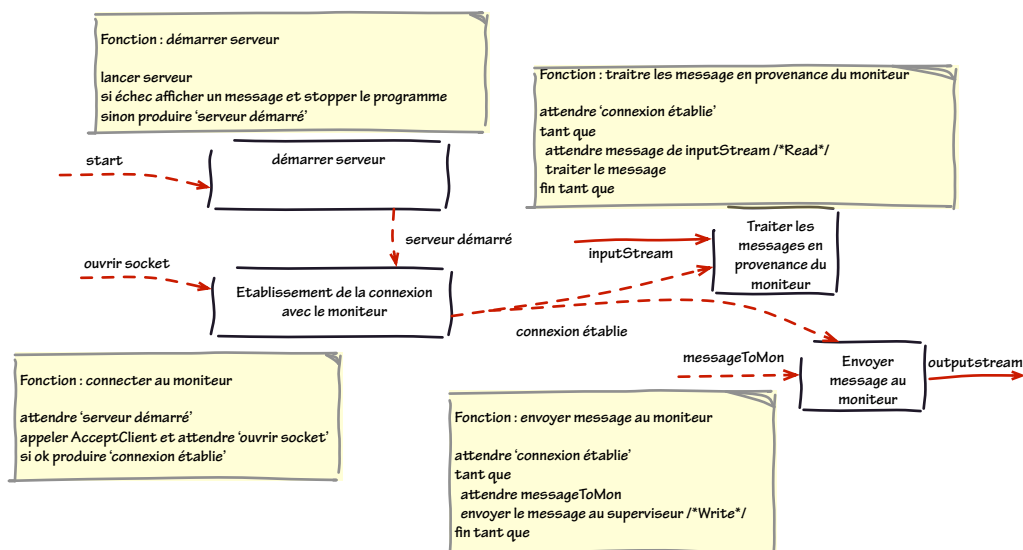 Fonction : démarrer serveur
lancer serveur
si échec afficher un message et stopper le programme
sinon produire ‘serveur démarré’
Fonction : traitre les message en provenance du moniteur
attendre ‘connexion établie’
tant que
attendre message de inputStream /*Read*/
traiter le message
fin tant que
start
démarrer serveur
serveur démarré
inputStream
Traiter les
messages en
provenance du
moniteur
ouvrir socket
Etablissement de la connexion
avec le moniteur
connexion établie
messageToMon
Envoyer
message au
moniteur
outputstream
Fonction : connecter au moniteur
attendre ‘serveur démarré’
appeler AcceptClient et attendre ‘ouvrir socket’
si ok produire ‘connexion établie’
Fonction : envoyer message au moniteur
attendre ‘connexion établie’
tant que
attendre messageToMon
envoyer le message au superviseur /*Write*/
fin tant que